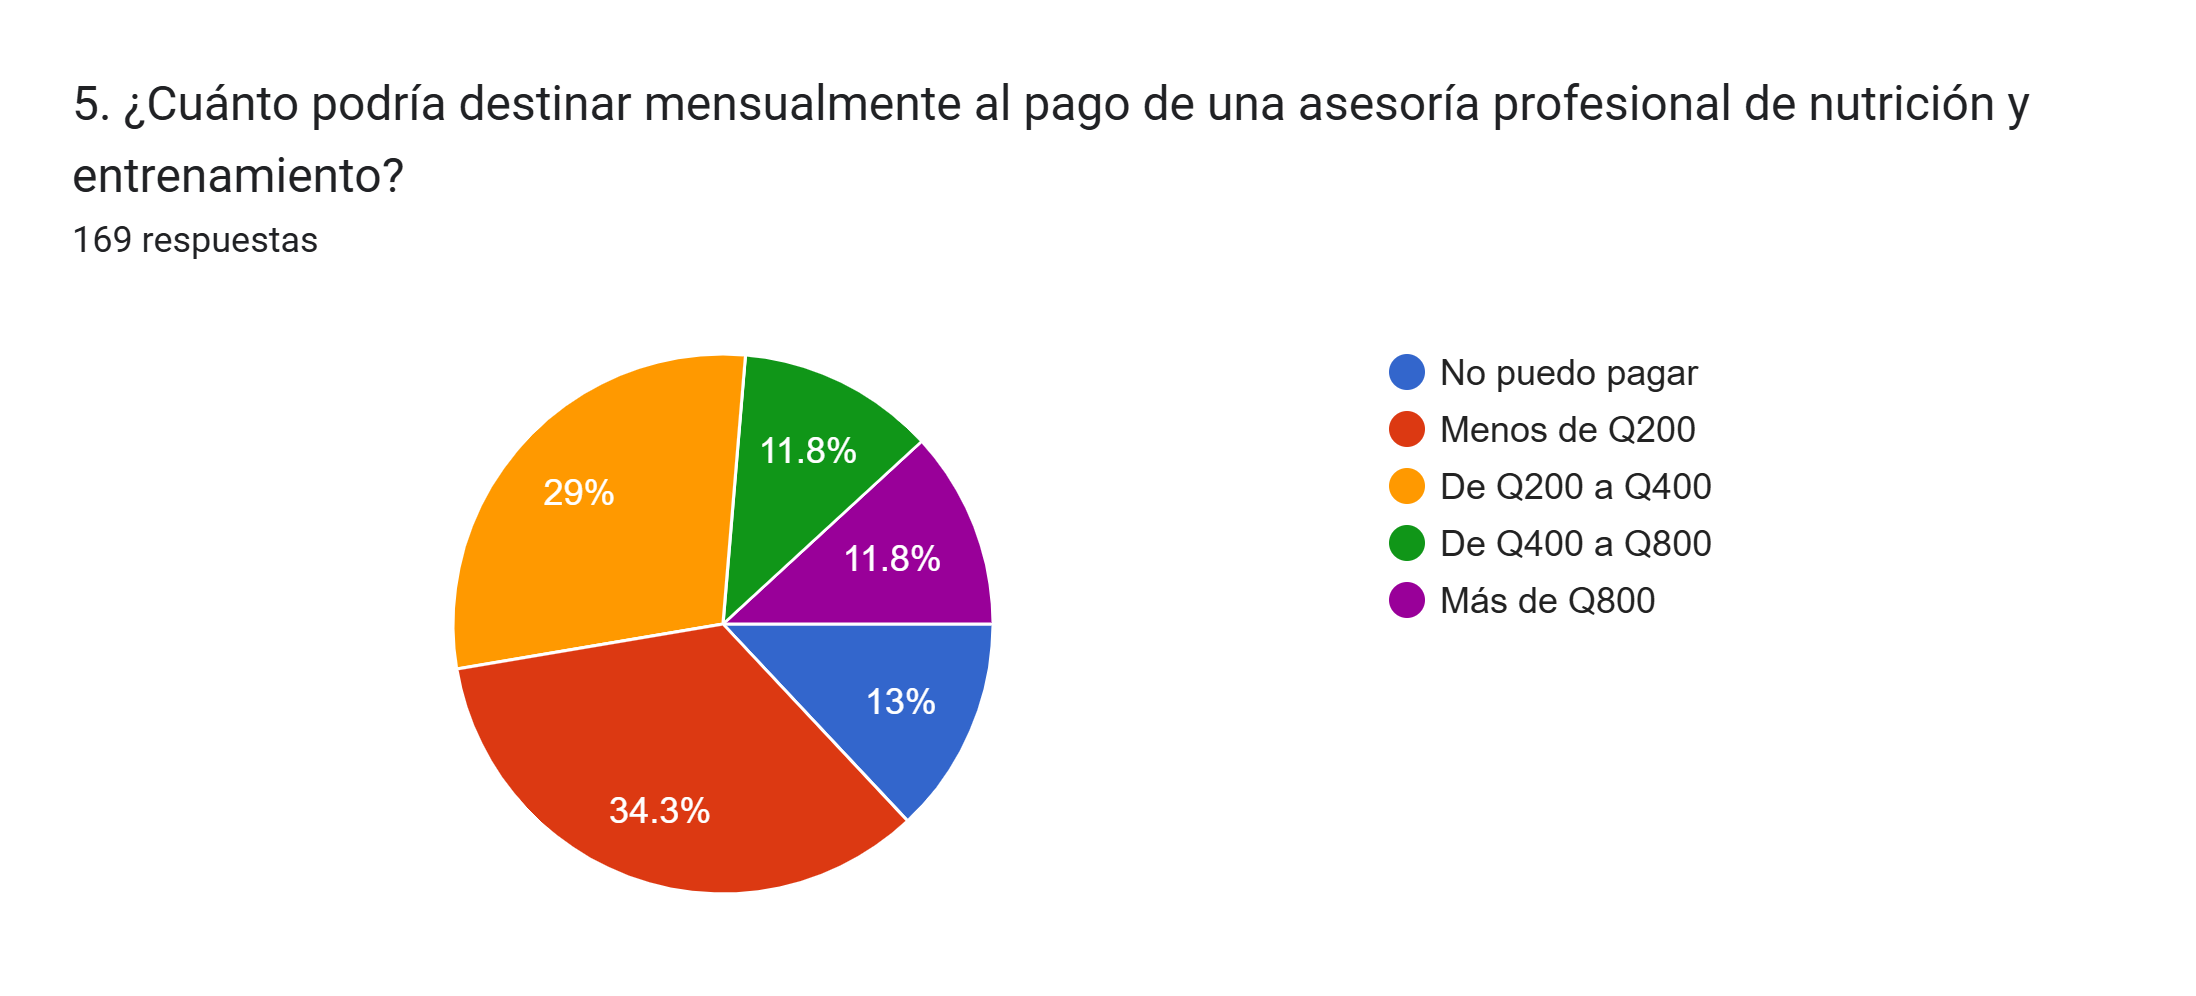 5. ¿Cuánto podría destinar mensualmente al pago de una asesoría profesional de nutrición y
entrenamiento?
169 respuestas
No puedo pagar
Menos de Q200
De Q200 a Q400
De Q400 a Q800
Más de Q800
11.8%
29%
11.8%
13%
34.3%